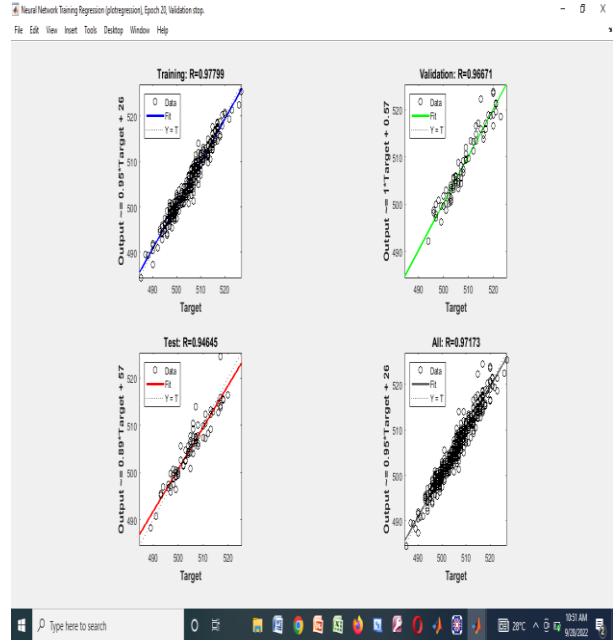 Neural Network Training Regression (plotregression), Epoch 20, Validation stop.
File Edit View Insert Tools Desktop Window Help
Training: R=0.97799
Output ~= 0.95*Target + 26
Data
Fit
Y = T
520
510
500
490
490 500 510 520
Target
Validation: R=0.96671
Output ~= 1*Target + 0.57
Data
Fit
Y = T
520
510
500
490
490 500 510 520
Target
Test: R=0.94645
Output ~= 0.89*Target + 57
Data
Fit
Y = T
520
510
500
490
490 500 510 520
Target
All: R=0.97173
Output ~= 0.95*Target + 26
Data
Fit
Y = T
520
510
500
490
490 500 510 520
Target
Type here to search
28°C
10:51 AM
9/28/2022